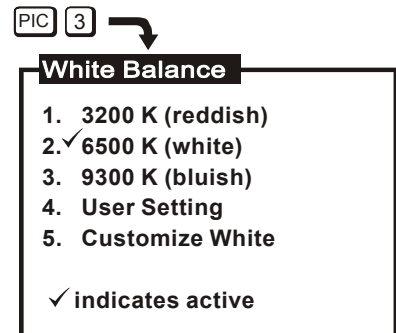 PIC 3
White Balance
1. 3200 K (reddish)
2.✓6500 K (white)
3. 9300 K (bluish)
4. User Setting
5. Customize White
✓ indicates active